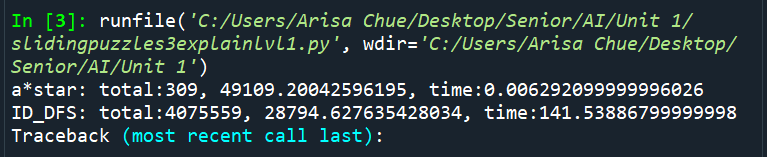 In [3]: runfile('C:/Users/Arisa Chue/Desktop/Senior/AI/Unit 1/
slidingpuzzles3explainlvl1.py', wdir='C:/Users/Arisa Chue/Desktop/
Senior/AI/Unit 1')
a*star: total:309, 49109.20042596195, time:0.006292099999996026
ID_DFS: total:4075559, 28794.627635428034, time:141.53886799999998
Traceback (most recent call last):